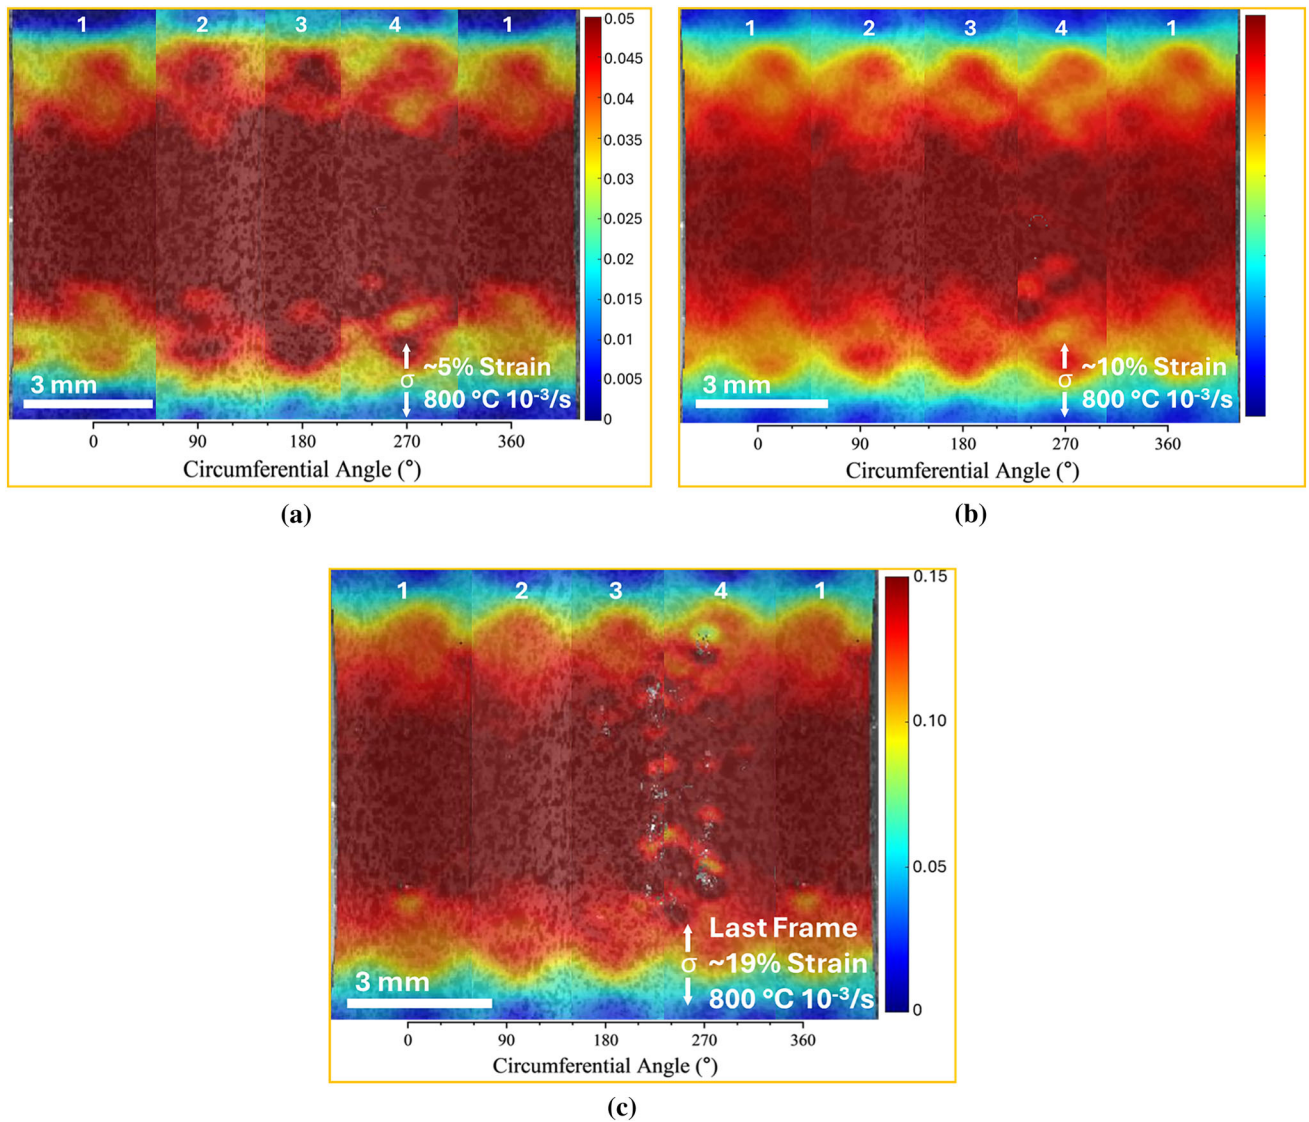 1 2 3 4 1
0.05
0.045
0.04
0.035
0.03
0.025
0.02
0.015
0.01
0.005
0
~5% Strain
σ
800 °C 10⁻³/s
3 mm
0 90 180 270 360
Circumferential Angle (°)
(a)
1 2 3 4 1
~10% Strain
σ
800 °C 10⁻³/s
3 mm
0 90 180 270 360
Circumferential Angle (°)
(b)
1 2 3 4 1
0.15
0.10
0.05
0
Last Frame
σ ~19% Strain
800 °C 10⁻³/s
3 mm
0 90 180 270 360
Circumferential Angle (°)
(c)